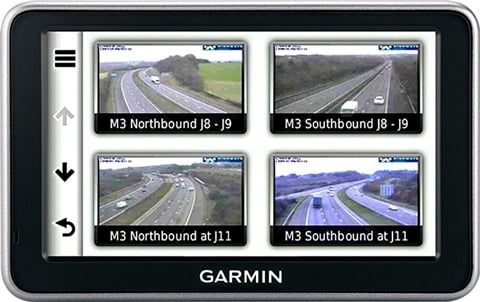 M3 Northbound J8 - J9
M3 Southbound J8 - J9
M3 Northbound at J11
M3 Southbound at J11
GARMIN